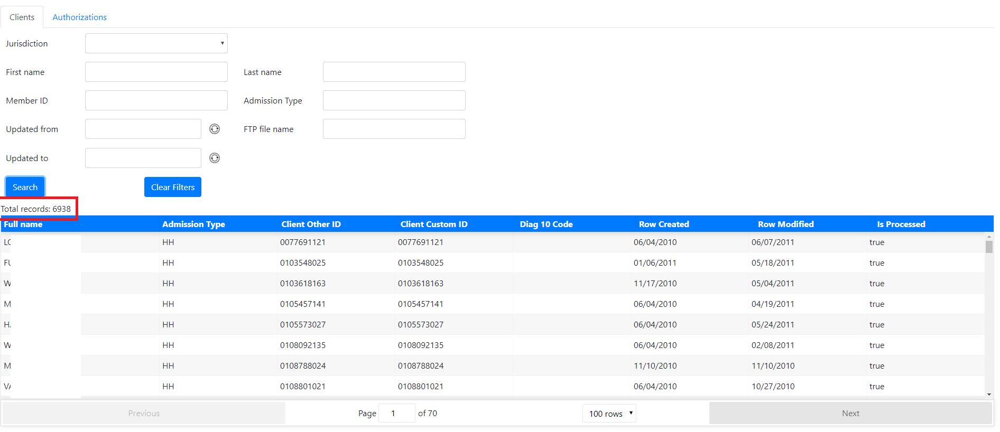 Clients Authorizations
Jurisdiction
First name Last name
Member ID Admission Type
Updated from FTP file name
Updated to
Search Clear Filters
Total records: 6938
Full name Admission Type Client Other ID Client Custom ID Diag 10 Code Row Created Row Modified Is Processed
LO HH 0077691121 0077691121 06/04/2010 06/07/2011 true
FU HH 0103548025 0103548025 01/06/2011 05/18/2011 true
W HH 0103618163 0103618163 11/17/2010 05/04/2011 true
M HH 0105457141 0105457141 06/04/2010 04/19/2011 true
HA HH 0105573027 0105573027 06/04/2010 05/24/2011 true
W HH 0108092135 0108092135 06/04/2010 02/08/2011 true
M HH 0108788024 0108788024 11/10/2010 11/10/2010 true
VA HH 0108801021 0108801021 06/04/2010 10/27/2010 true
Previous Page 1 of 70 100 rows Next